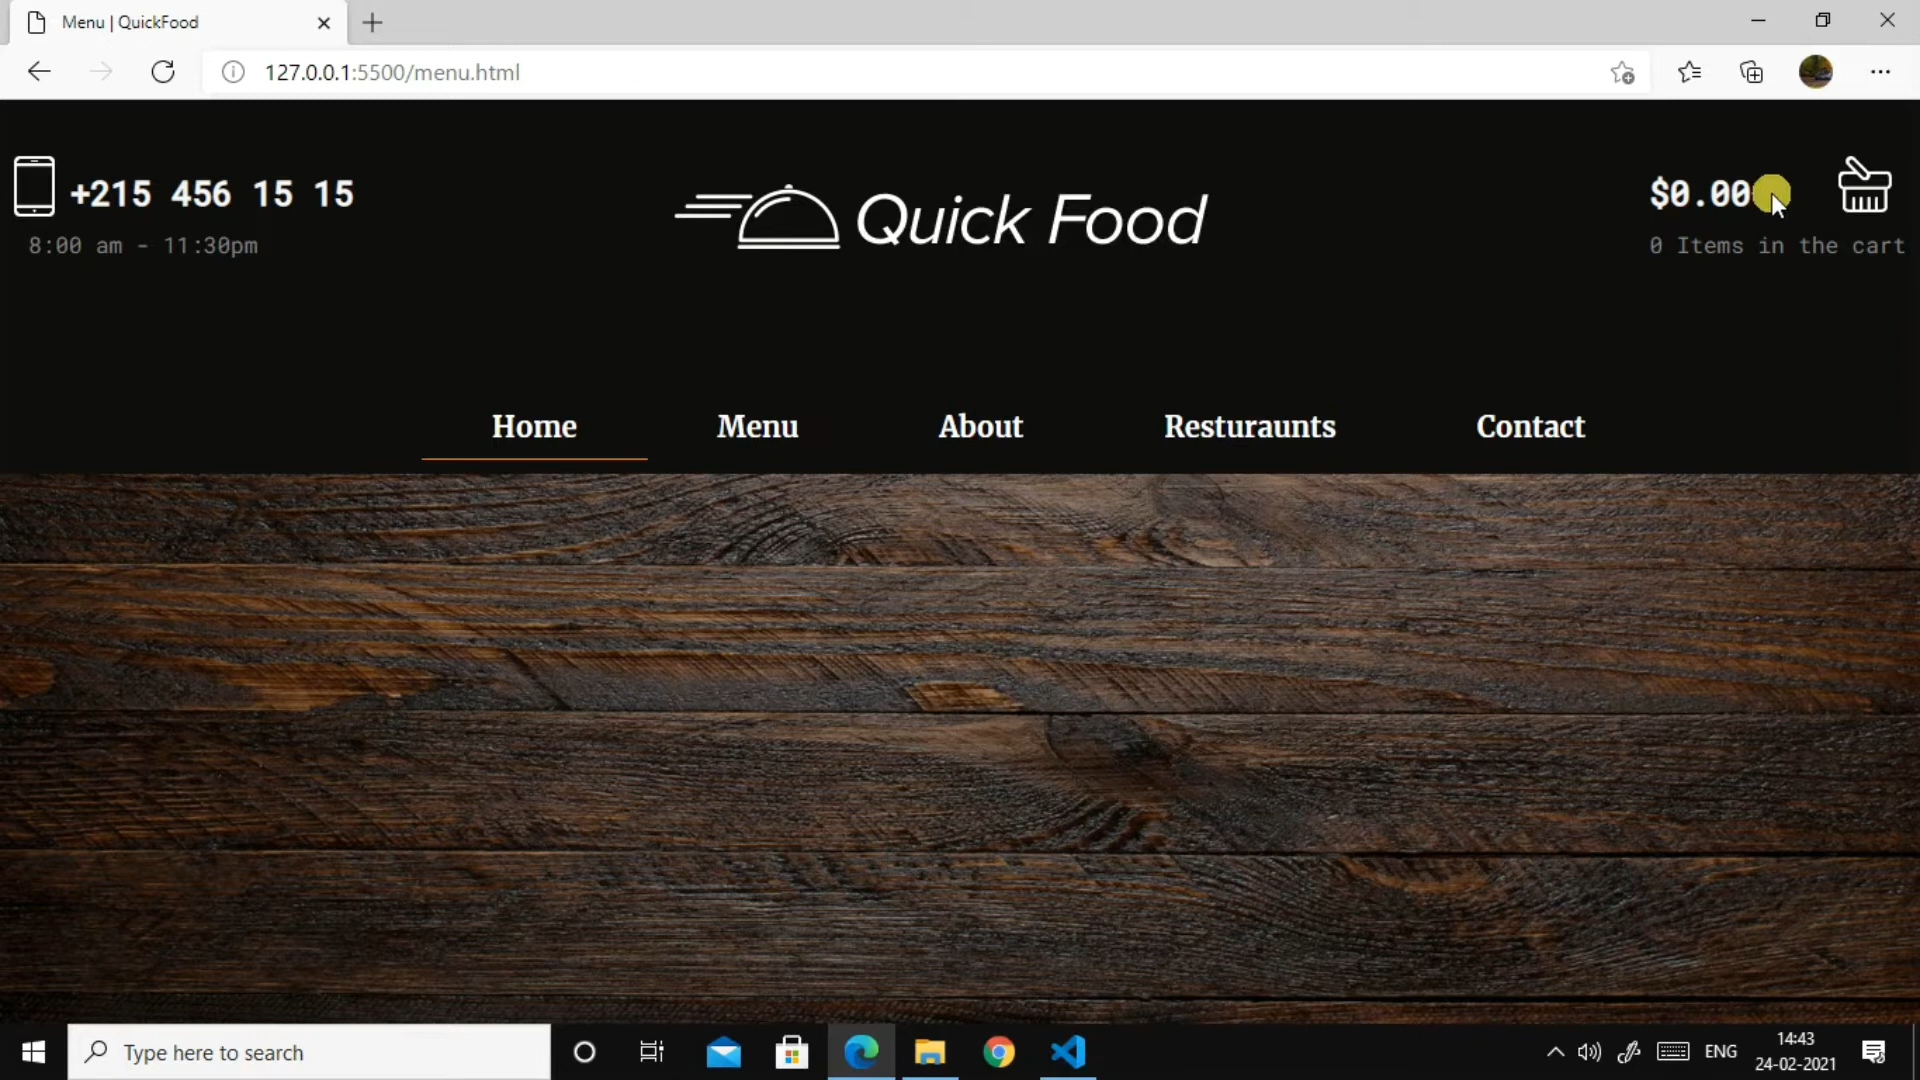 Menu | QuickFood
127.0.0.1:5500/menu.html
+215 456 15 15
8:00 am - 11:30pm
Quick Food
$0.00
0 Items in the cart
Home
Menu
About
Resturaunts
Contact
Type here to search
ENG
14:43
24-02-2021